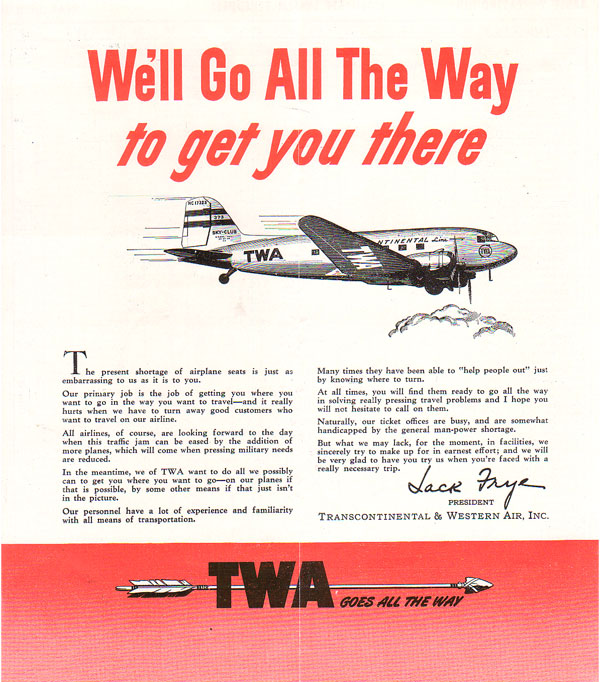 We'll Go All The Way
to get you there
NC17324
373
SKY-CLUB
TWA
NTINENTAL Line
TWA
The present shortage of airplane seats is just as
embarrassing to us as it is to you.
Our primary job is the job of getting you where you
want to go in the way you want to travel—and it really
hurts when we have to turn away good customers who
want to travel on our airline.
All airlines, of course, are looking forward to the day
when this traffic jam can be eased by the addition of
more planes, which will come when pressing military needs
are reduced.
In the meantime, we of TWA want to do all we possibly
can to get you where you want to go—on our planes if
that is possible, by some other means if that just isn't
in the picture.
Our personnel have a lot of experience and familiarity
with all means of transportation.
Many times they have been able to "help people out" just
by knowing where to turn.
At all times, you will find them ready to go all the way
in solving really pressing travel problems and I hope you
will not hesitate to call on them.
Naturally, our ticket offices are busy, and are somewhat
handicapped by the general man-power shortage.
But what we may lack, for the moment, in facilities, we
sincerely try to make up for in earnest effort; and we will
be very glad to have you try us when you're faced with a
really necessary trip.
Jack Frye
PRESIDENT
TRANSCONTINENTAL & WESTERN AIR, INC.
TWA
GOES ALL THE WAY